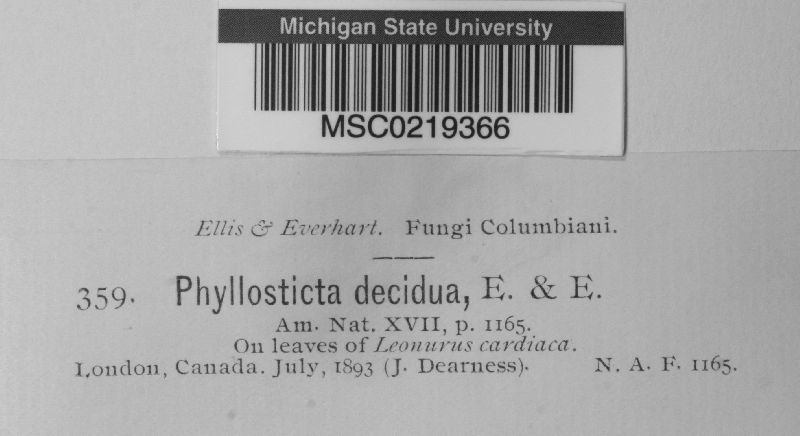 Michigan State University
MSC0219366
Ellis & Everhart. Fungi Columbiani.
359. Phyllosticta decidua, E. & E.
Am. Nat. XVII, p. 1165.
On leaves of Leonurus cardiaca.
London, Canada. July, 1893 (J. Dearness). N. A. F. 1165.